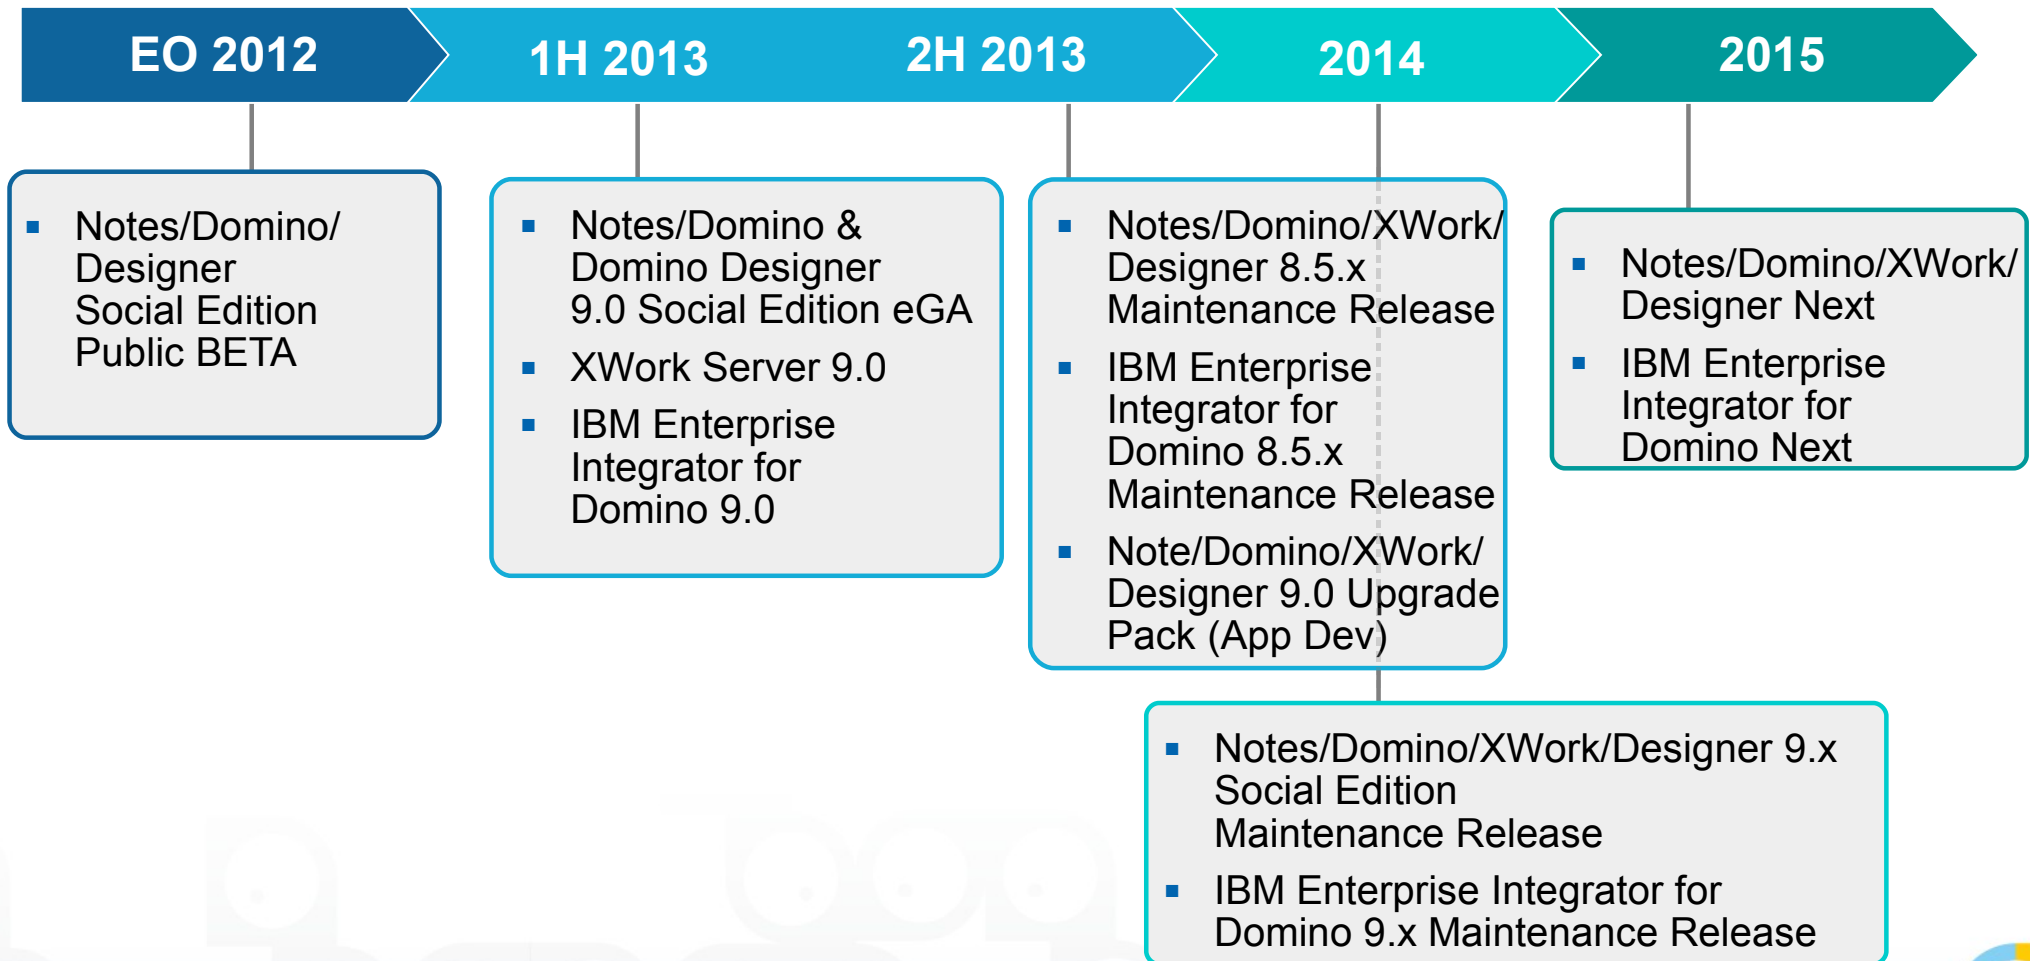 EO 2012
1H 2013
2H 2013
2014
2015
Notes/Domino/
Designer
Social Edition
Public BETA
Notes/Domino &
Domino Designer
9.0 Social Edition eGA
XWork Server 9.0
IBM Enterprise
Integrator for
Domino 9.0
Notes/Domino/XWork/
Designer 8.5.x
Maintenance Release
IBM Enterprise
Integrator for
Domino 8.5.x
Maintenance Release
Note/Domino/XWork/
Designer 9.0 Upgrade
Pack (App Dev)
Notes/Domino/XWork/Designer 9.x
Social Edition
Maintenance Release
IBM Enterprise Integrator for
Domino 9.x Maintenance Release
Notes/Domino/XWork/
Designer Next
IBM Enterprise
Integrator for
Domino Next